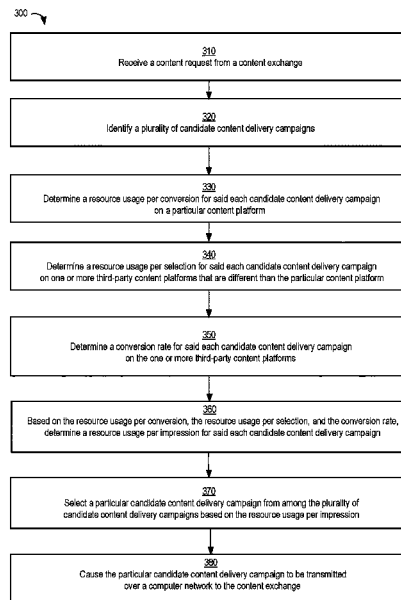 300
310
Receive a content request from a content exchange
320
Identify a plurality of candidate content delivery campaigns
330
Determine a resource usage per conversion for said each candidate content delivery campaign
on a particular content platform
340
Determine a resource usage per selection for said each candidate content delivery campaign
on one or more third-party content platforms that are different than the particular content platform
350
Determine a conversion rate for said each candidate content delivery campaign
on the one or more third-party content platforms
360
Based on the resource usage per conversion, the resource usage per selection, and the conversion rate,
determine a resource usage per impression for said each candidate content delivery campaign
370
Select a particular candidate content delivery campaign from among the plurality of
candidate content delivery campaigns based on the resource usage per impression
380
Cause the particular candidate content delivery campaign to be transmitted
over a computer network to the content exchange